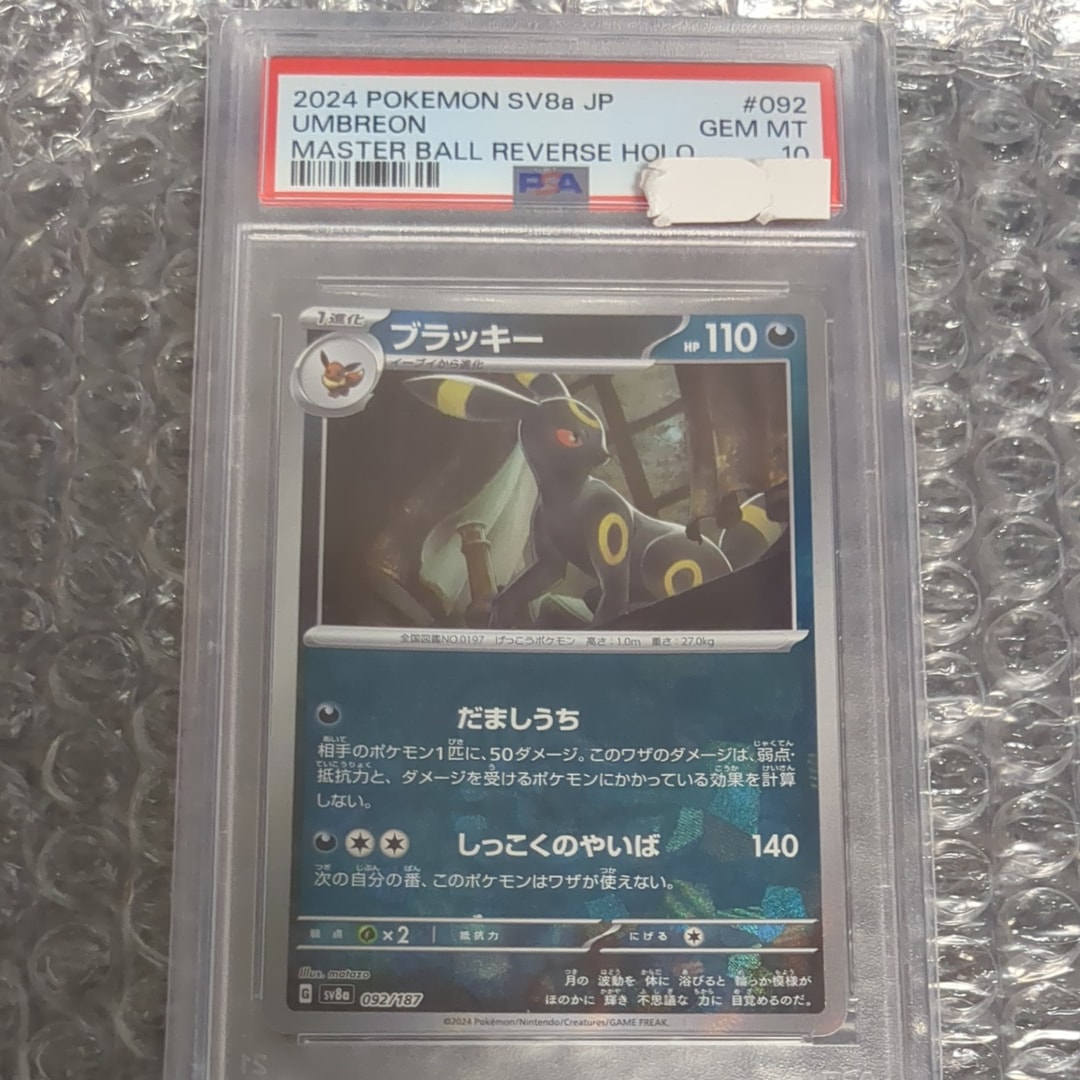 2024 POKEMON SV8a JP #092
UMBREON GEM MT
MASTER BALL REVERSE HOLO 10
PSA
1進化
ブラッキー
HP 110
イーブイから進化
全国図鑑NO.0197 げっこうポケモン 高さ:1.0m 重さ:27.0kg
だましうち
相手のポケモン1匹に、50ダメージ。このワザのダメージは、弱点・
抵抗力と、ダメージを受けるポケモンにかかっている効果を計算
しない。
しっこくのやいば 140
次の自分の番、このポケモンはワザが使えない。
弱点 ×2 抵抗力 にげる
Illus. matazo
月の 波動を 体に 浴びると 輪っか模様が
G sv8a 092/187
ほのかに 輝き 不思議な 力に 目覚めるのだ。
©2024 Pokémon/Nintendo/Creatures/GAME FREAK.